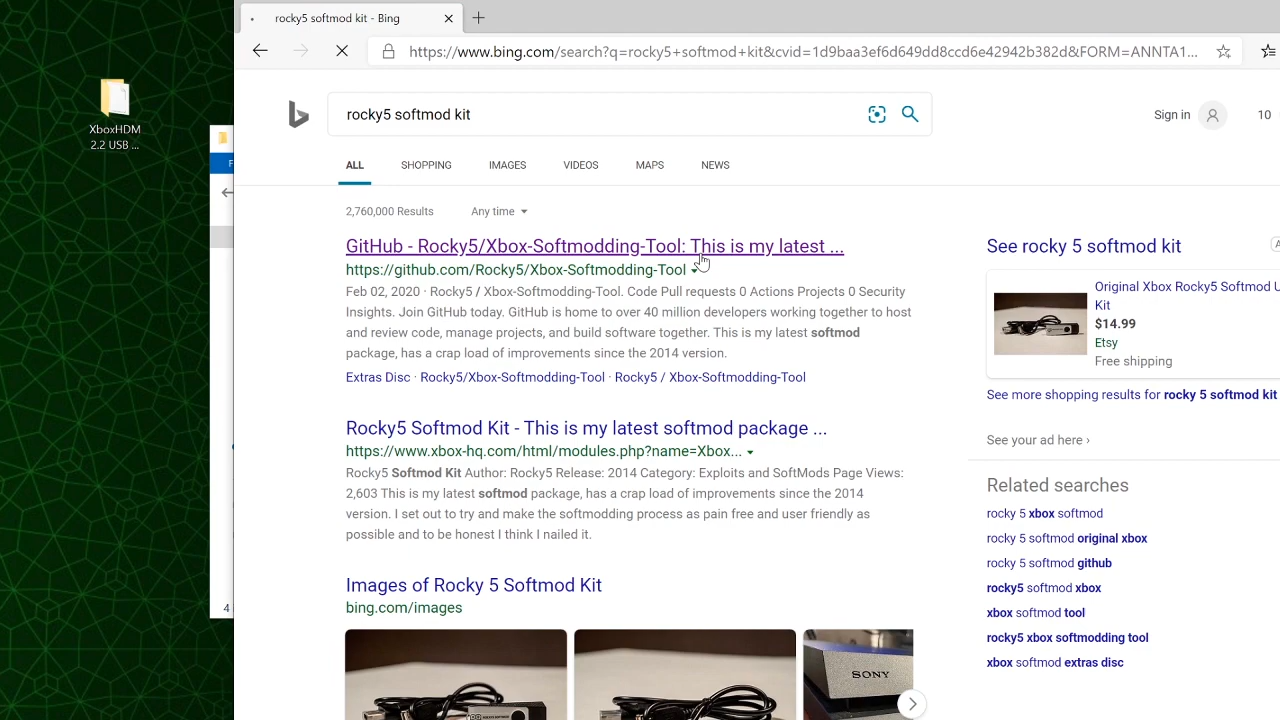 rocky5 softmod kit - Bing
https://www.bing.com/search?q=rocky5+softmod+kit&cvid=1d9baa3ef6d649dd8ccd6e42942b382d&FORM=ANNTA1...
XboxHDM
2.2 USB ...
F
4
rocky5 softmod kit
Sign in
10
ALL
SHOPPING
IMAGES
VIDEOS
MAPS
NEWS
2,760,000 Results
Any time
GitHub - Rocky5/Xbox-Softmodding-Tool: This is my latest ...
https://github.com/Rocky5/Xbox-Softmodding-Tool
Feb 02, 2020 · Rocky5 / Xbox-Softmodding-Tool. Code Pull requests 0 Actions Projects 0 Security
Insights. Join GitHub today. GitHub is home to over 40 million developers working together to host
and review code, manage projects, and build software together. This is my latest softmod
package, has a crap load of improvements since the 2014 version.
Extras Disc · Rocky5/Xbox-Softmodding-Tool · Rocky5 / Xbox-Softmodding-Tool
Rocky5 Softmod Kit - This is my latest softmod package ...
https://www.xbox-hq.com/html/modules.php?name=Xbox...
Rocky5 Softmod Kit Author: Rocky5 Release: 2014 Category: Exploits and SoftMods Page Views:
2,603 This is my latest softmod package, has a crap load of improvements since the 2014
version. I set out to try and make the softmodding process as pain free and user friendly as
possible and to be honest I think I nailed it.
Images of Rocky 5 Softmod Kit
bing.com/images
SONY
See rocky 5 softmod kit
A
Original Xbox Rocky5 Softmod U
Kit
$14.99
Etsy
Free shipping
See more shopping results for rocky 5 softmod kit
See your ad here ›
Related searches
rocky 5 xbox softmod
rocky 5 softmod original xbox
rocky 5 softmod github
rocky5 softmod xbox
xbox softmod tool
rocky5 xbox softmodding tool
xbox softmod extras disc